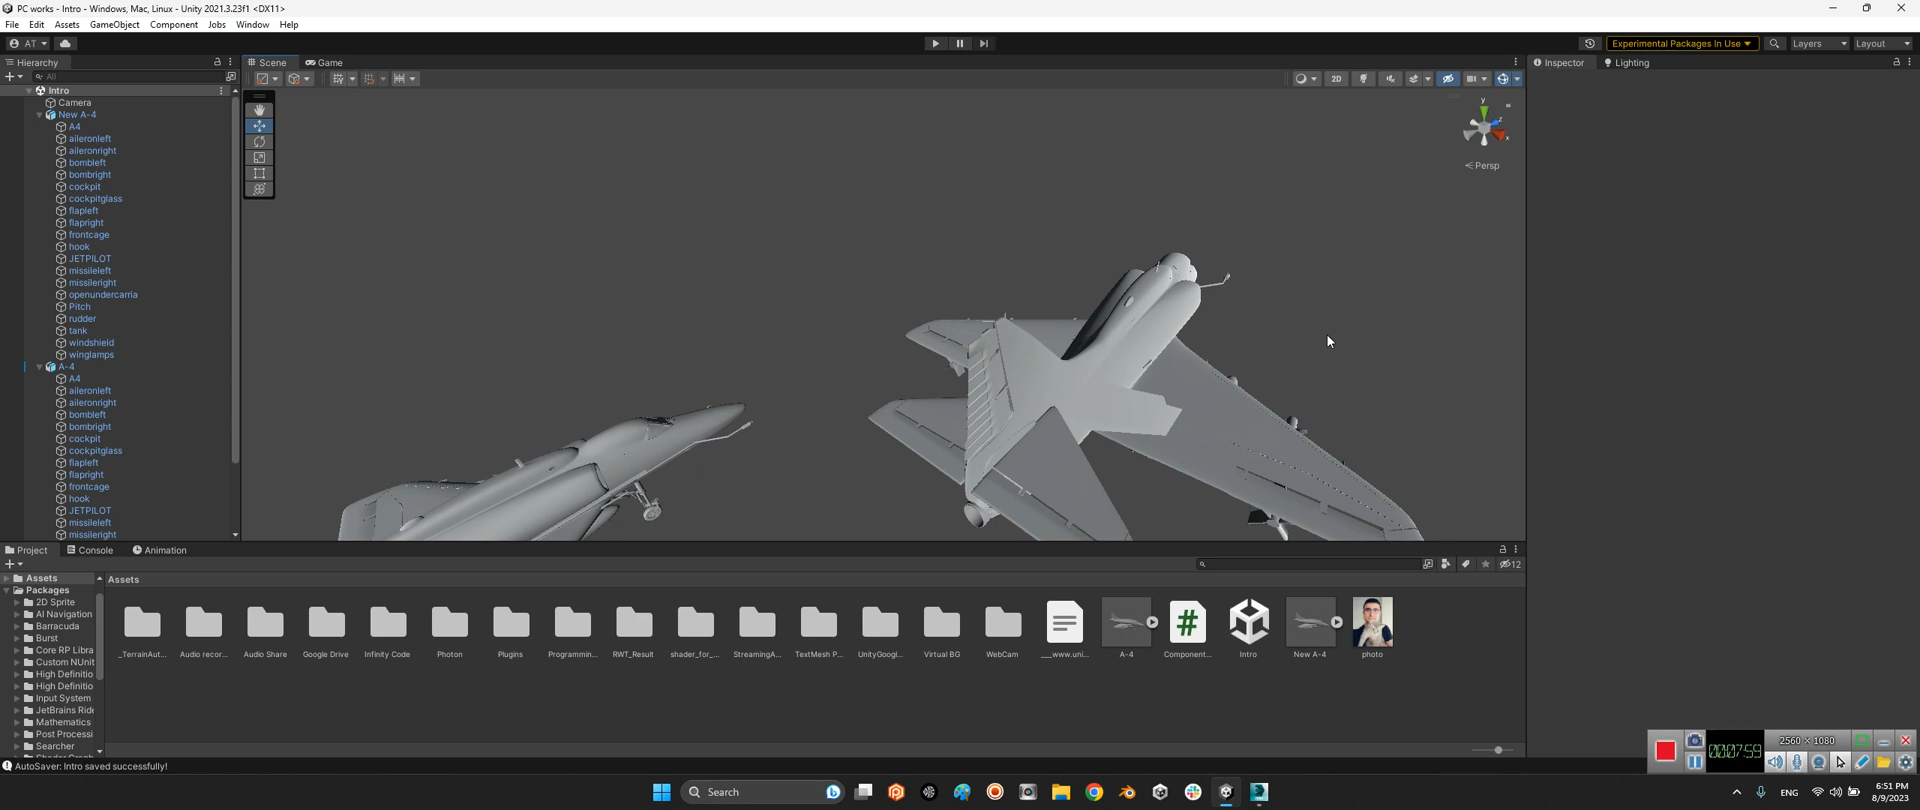 PC works - Intro - Windows, Mac, Linux - Unity 2021.3.23f1 <DX11>
File Edit Assets GameObject Component Jobs Window Help
AT
Experimental Packages In Use
Layers
Layout
Hierarchy
Scene
Game
Inspector
Lighting
All
2D
Intro
Camera
New A-4
A4
aileronleft
aileronright
bombleft
bombright
cockpit
cockpitglass
flapleft
flapright
frontcage
hook
JETPILOT
missileleft
missileright
openundercarria
Pitch
rudder
tank
windshield
winglamps
A-4
A4
aileronleft
aileronright
bombleft
bombright
cockpit
cockpitglass
flapleft
flapright
frontcage
hook
JETPILOT
missileleft
missileright
y
z
x
Persp
Project
Console
Animation
12
Assets
Packages
2D Sprite
AI Navigation
Barracuda
Burst
Core RP Libra
Custom NUnit
High Definitio
High Definitio
Input System
JetBrains Ride
Mathematics
Post Processi
Searcher
Assets
_TerrainAut...
Audio recor...
Audio Share
Google Drive
Infinity Code
Photon
Plugins
Programmin...
RWT_Result
shader_for_...
StreamingA...
TextMesh P...
UnityGoogl...
Virtual BG
WebCam
___www.uni...
A-4
Component...
Intro
New A-4
photo
00:07:59
2560 × 1080
AutoSaver: Intro saved successfully!
Search
ENG
6:51 PM
8/9/2023